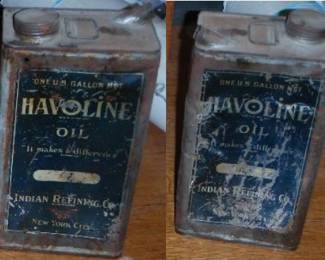 ONE U.S. GALLON NET
HAVOLINE
OIL
"It makes a difference"
INDIAN REFINING CO.
NEW YORK CITY
ONE U.S. GALLON NET
HAVOLINE
OIL
"It makes a difference"
INDIAN REFINING CO.